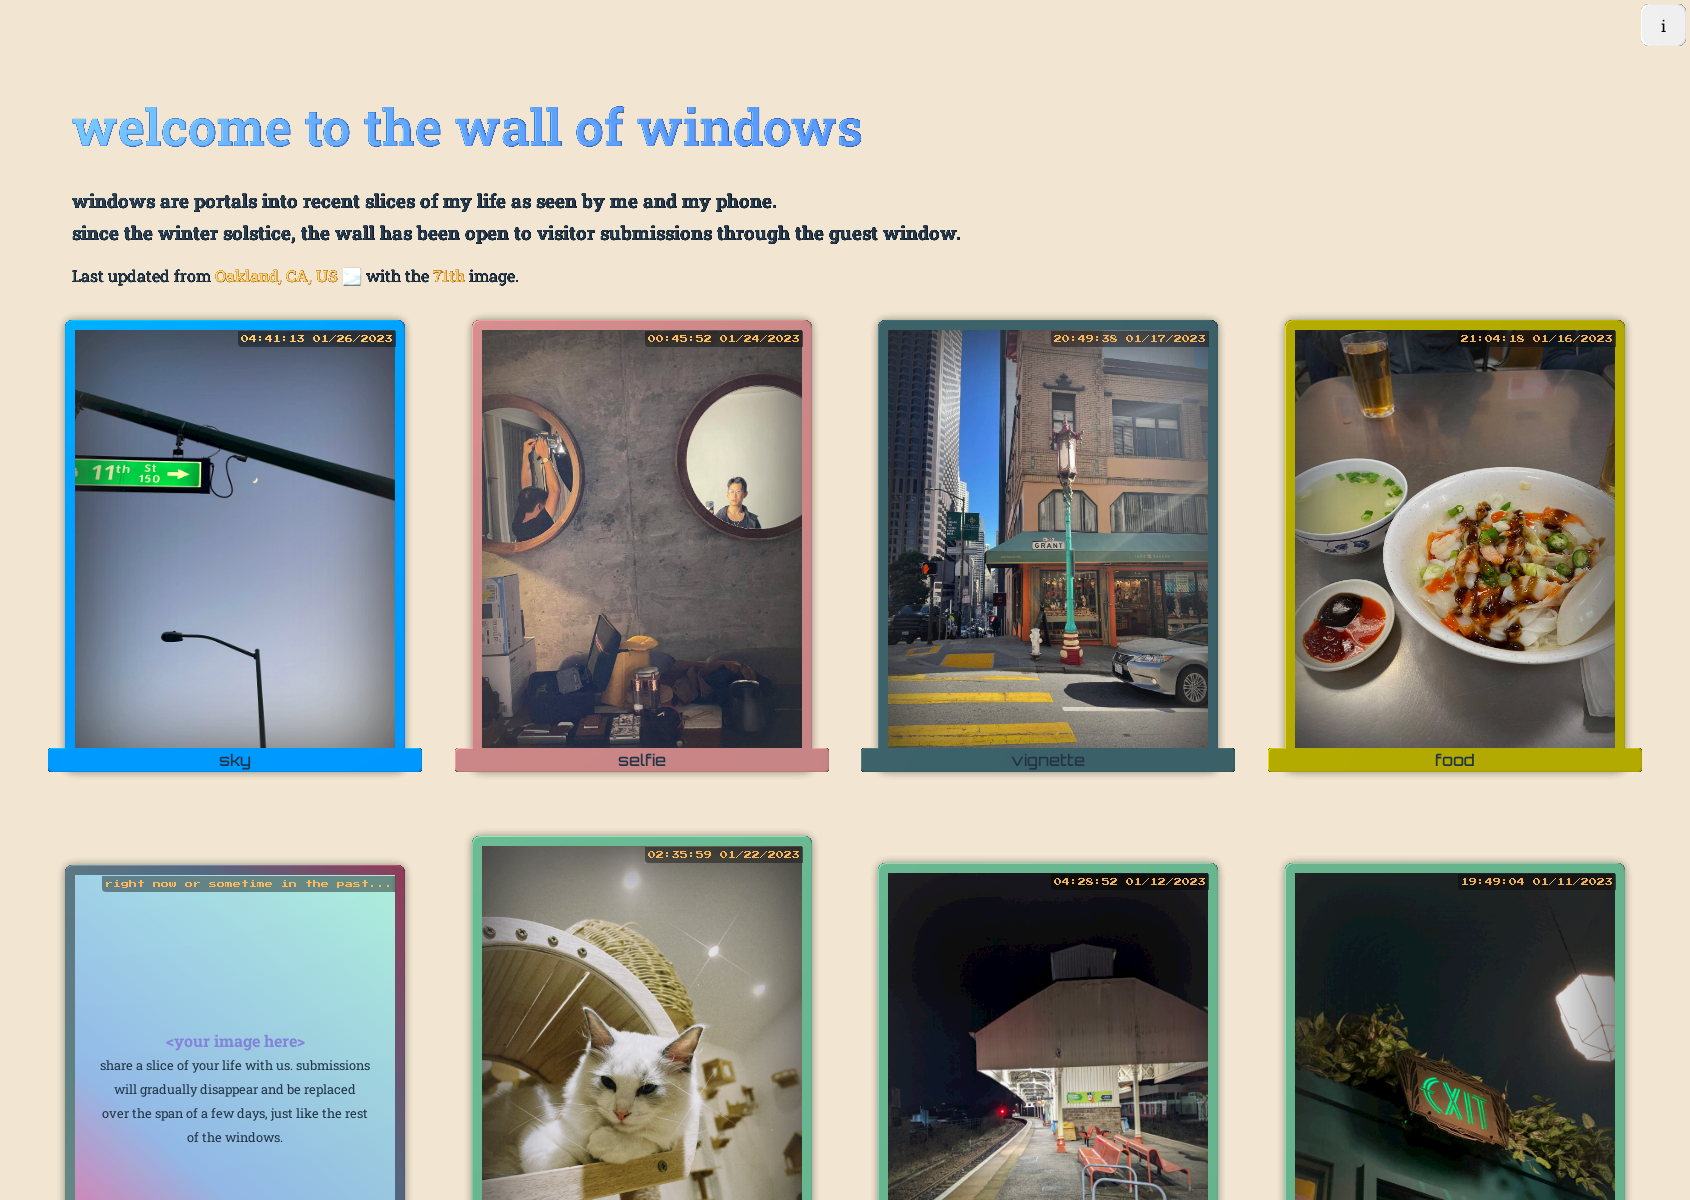 i
welcome to the wall of windows
windows are portals into recent slices of my life as seen by me and my phone.
since the winter solstice, the wall has been open to visitor submissions through the guest window.
Last updated from Oakland, CA, US with the 71th image.
04:41:13 01/26/2023
11th St
150
sky
00:45:52 01/24/2023
selfie
20:49:38 01/17/2023
GRANT
vignette
21:04:18 01/16/2023
food
right now or sometime in the past...
<your image here>
share a slice of your life with us. submissions
will gradually disappear and be replaced
over the span of a few days, just like the rest
of the windows.
02:35:59 01/22/2023
04:28:52 01/12/2023
19:49:04 01/11/2023
EXIT